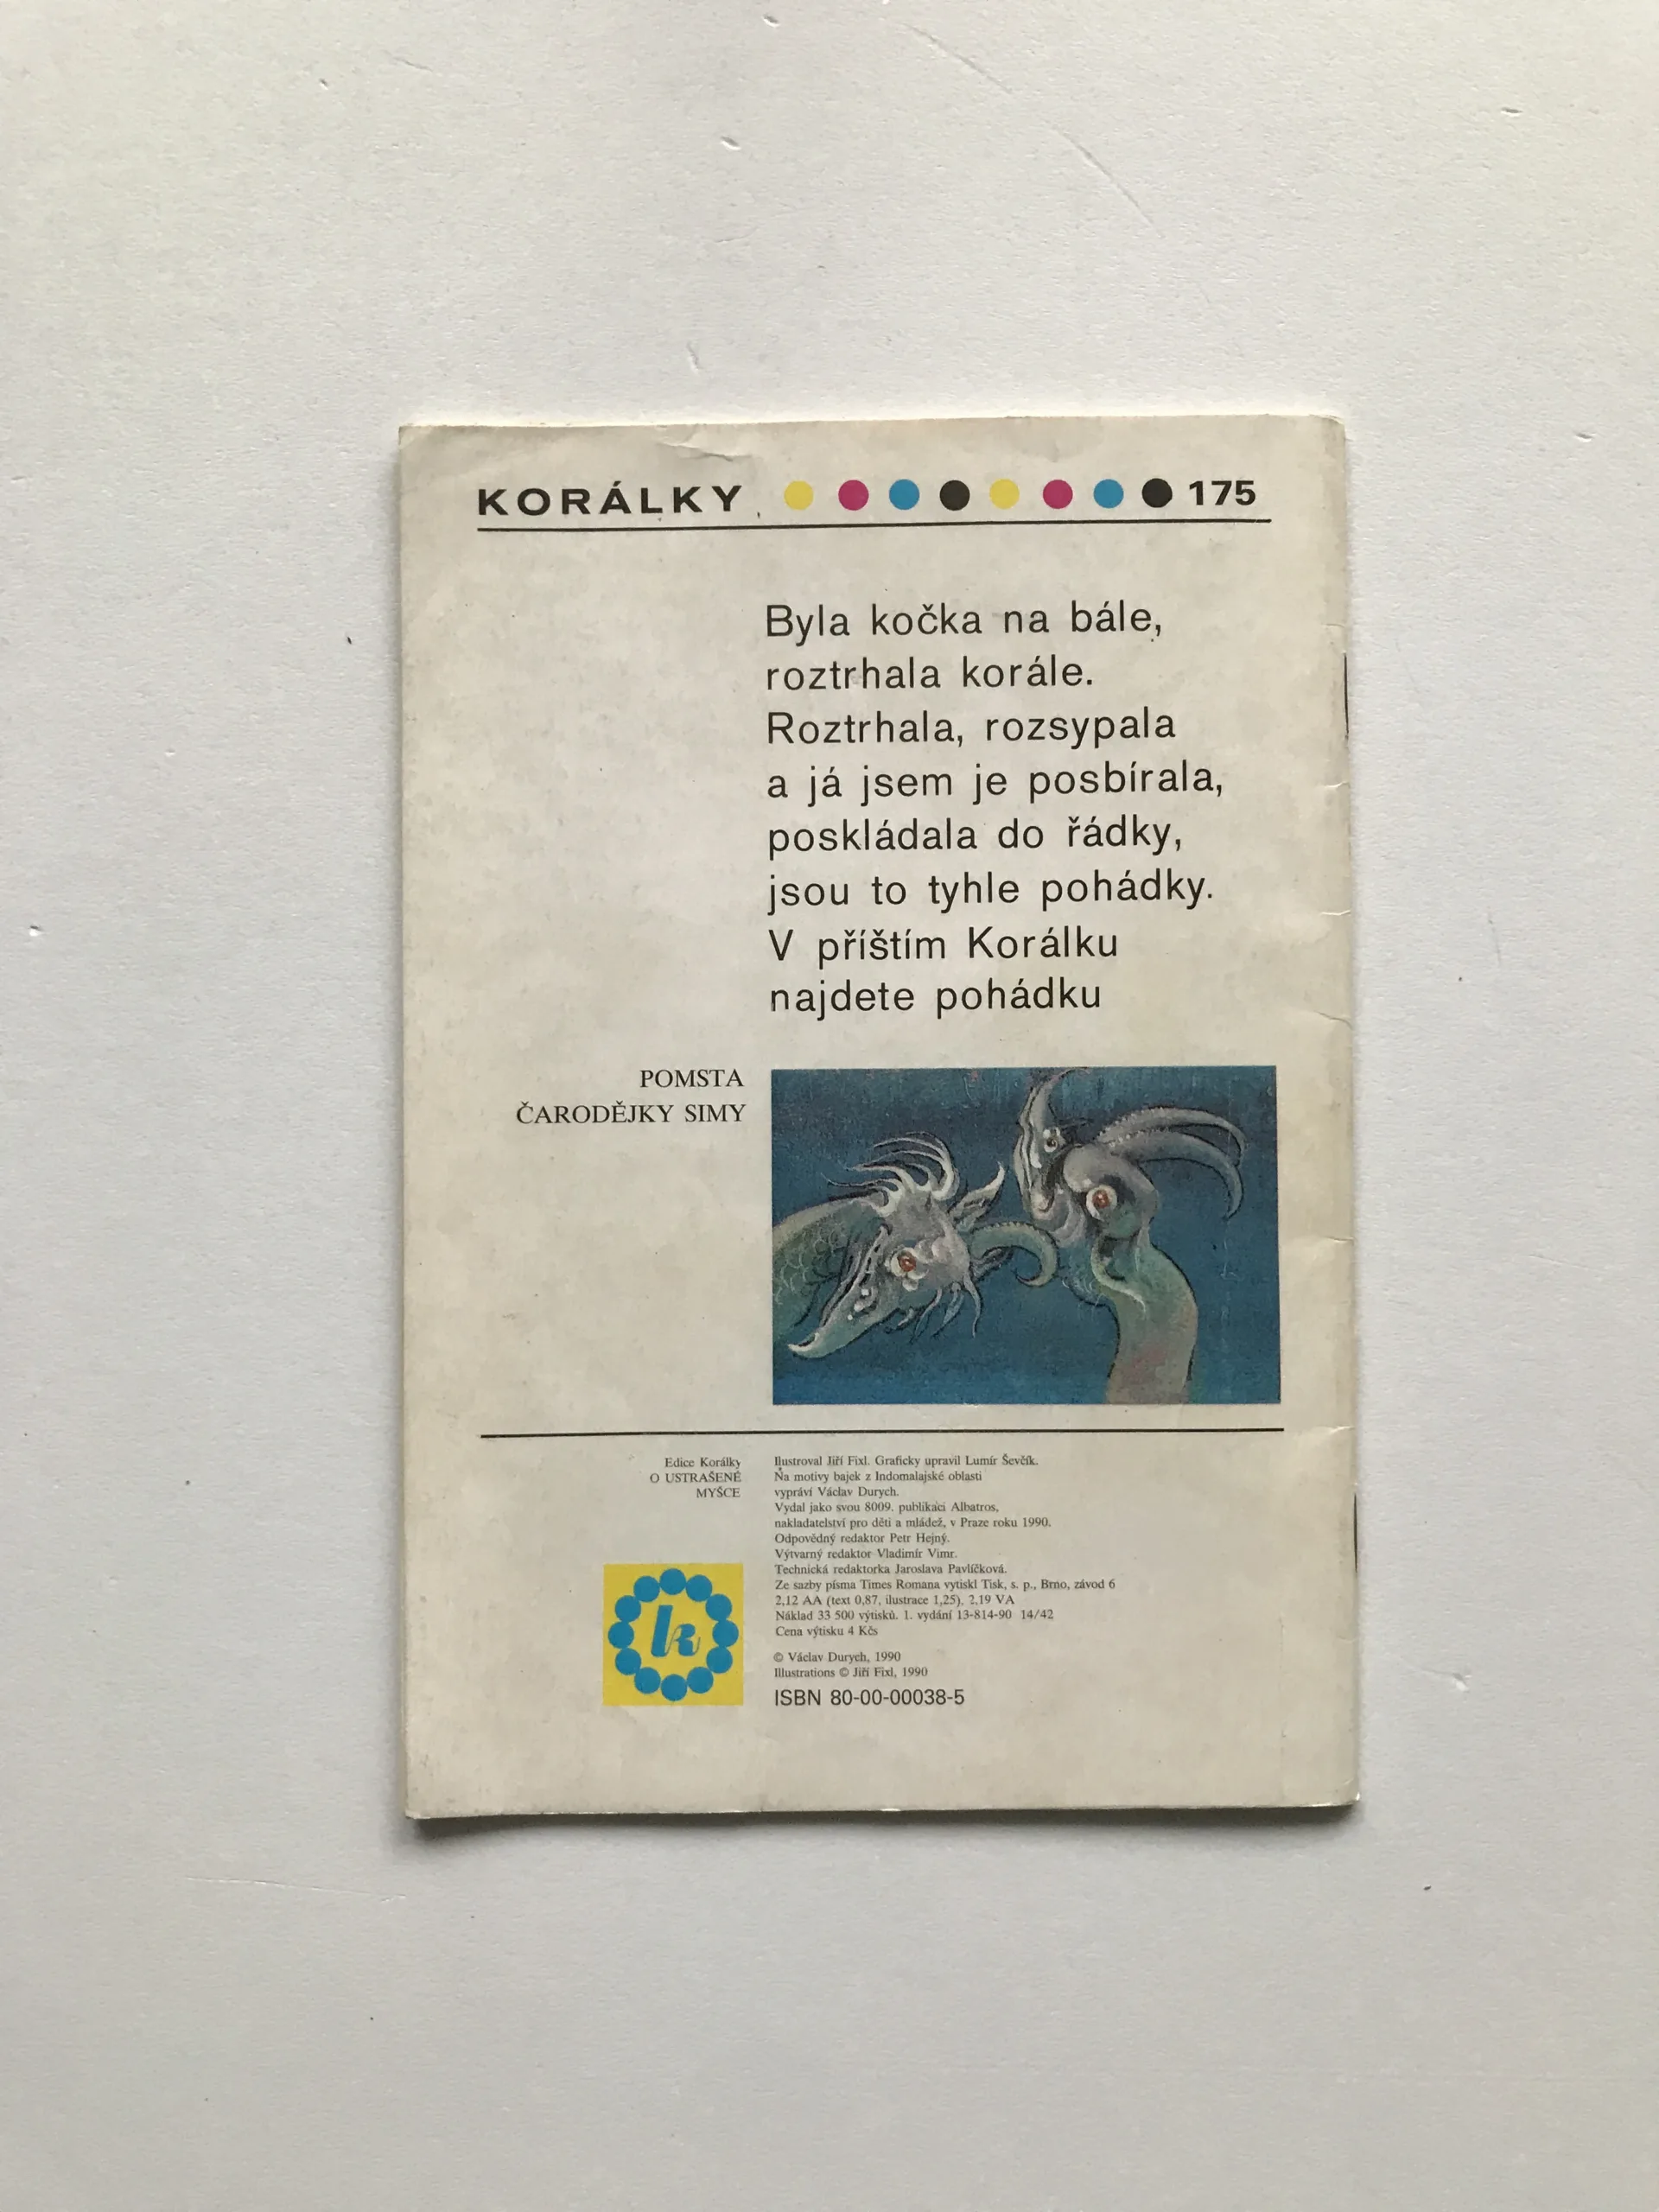 KORÁLKY 175
Byla kočka na bále,
roztrhala korále.
Roztrhala, rozsypala
a já jsem je posbírala,
poskládala do řádky,
jsou to tyhle pohádky.
V příštím Korálku
najdete pohádku
POMSTA
ČARODĚJKY SIMY
Edice Korálky
O USTRAŠENÉ
MYŠCE
k
Ilustroval Jiří Fixl. Graficky upravil Lumír Ševčík.
Na motivy bajek z Indomalajské oblasti
vypráví Václav Durych.
Vydal jako svou 8009. publikaci Albatros,
nakladatelství pro děti a mládež, v Praze roku 1990.
Odpovědný redaktor Petr Hejný.
Výtvarný redaktor Vladimír Vimr.
Technická redaktorka Jaroslava Pavlíčková.
Ze sazby písma Times Romana vytiskl Tisk, s. p., Brno, závod 6
2,12 AA (text 0,87, ilustrace 1,25). 2,19 VA
Náklad 33 500 výtisků. 1. vydání 13-814-90 14/42
Cena výtisku 4 Kčs
© Václav Durych, 1990
Illustrations © Jiří Fixl, 1990
ISBN 80-00-00038-5